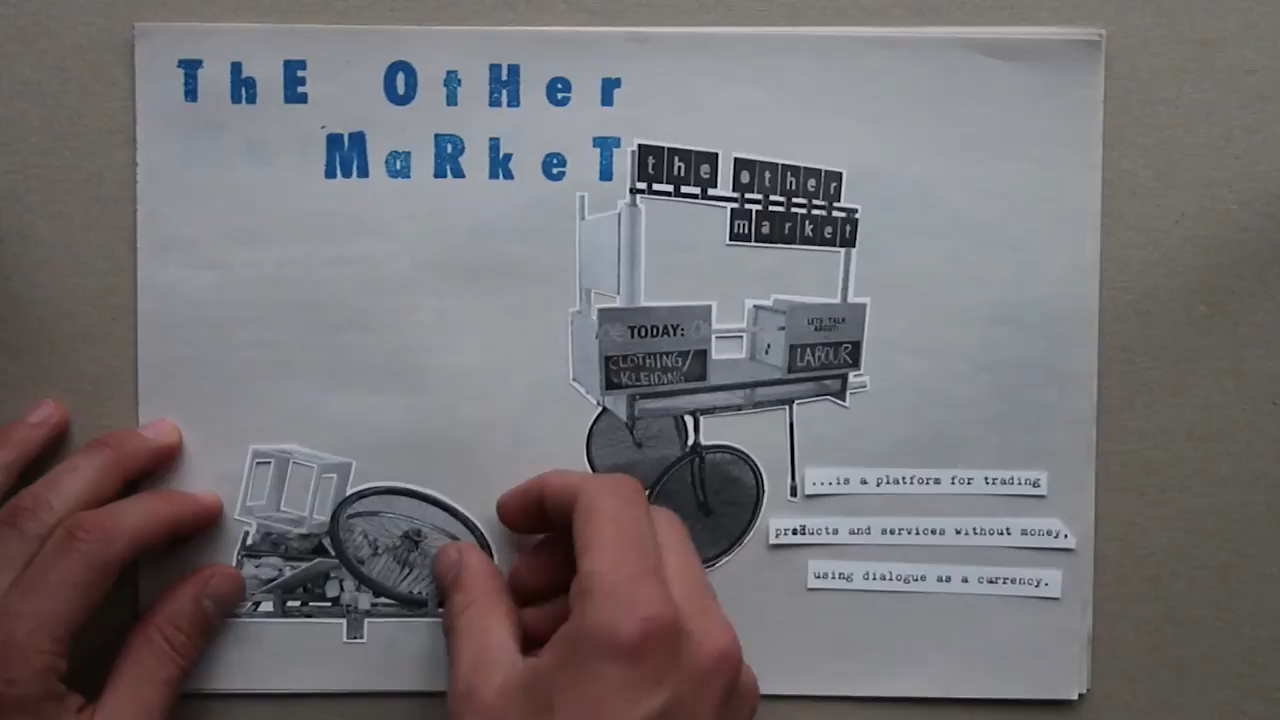 ThE OtHer
MaRkeT
the other
market
TODAY:
CLOTHING/
KLEIDING
LETS TALK
ABOUT:
LABOUR
...is a platform for trading
products and services without money,
using dialogue as a currency.